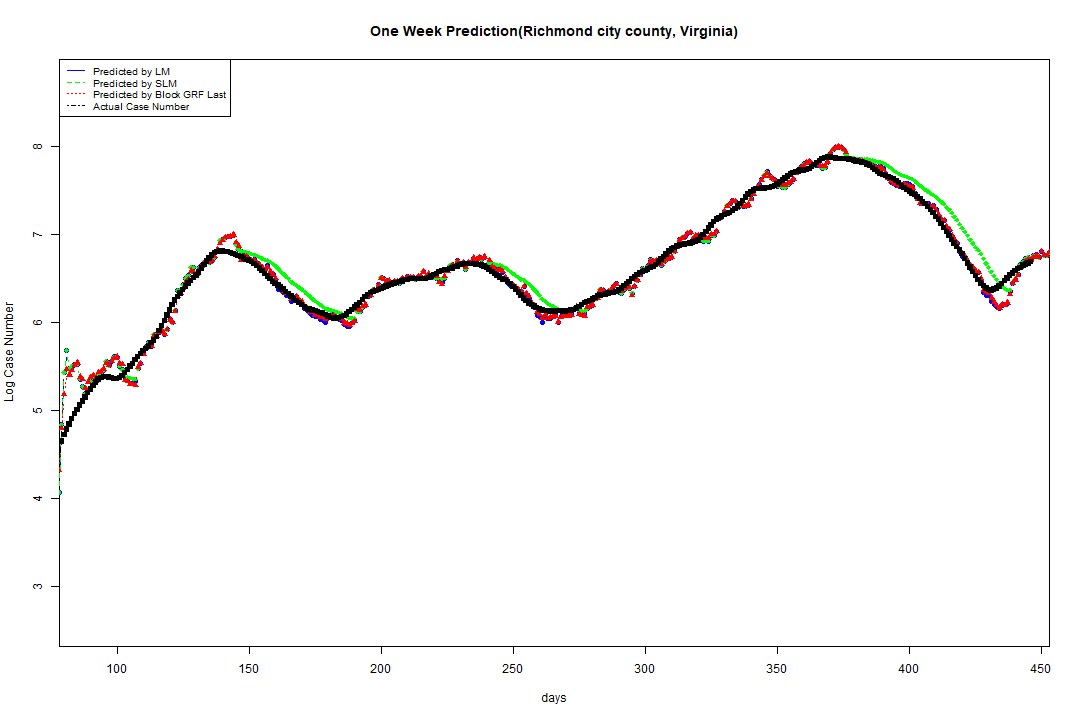 One Week Prediction(Richmond city county, Virginia)
Predicted by LM
Predicted by SLM
Predicted by Block GRF Last
Actual Case Number
Log Case Number
8
7
6
5
4
3
100 150 200 250 300 350 400 450
days